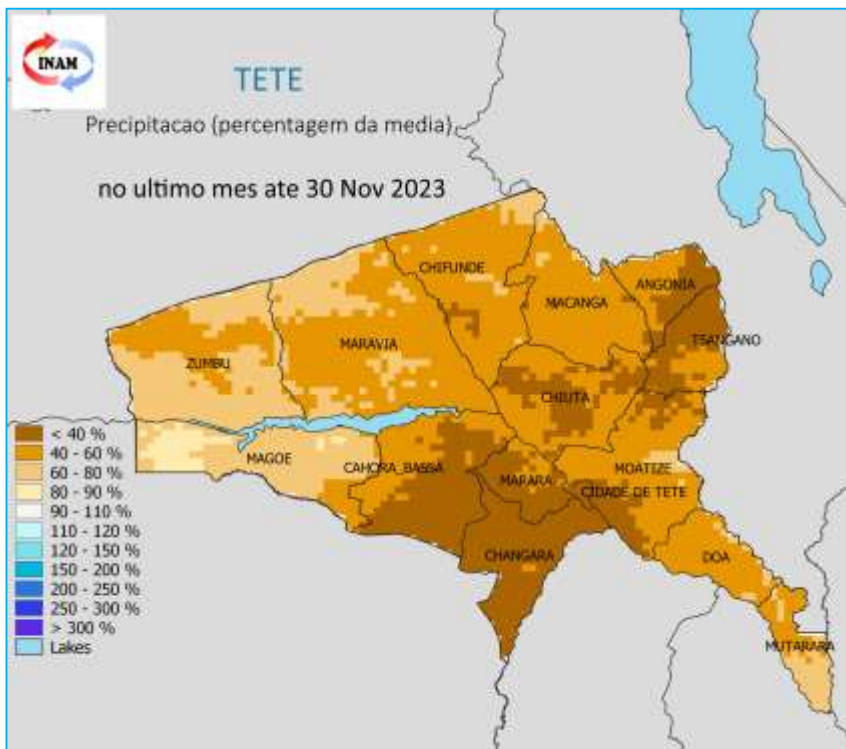 INAM
TETE
Precipitacao (percentagem da media)
no ultimo mes ate 30 Nov 2023
CHIFUNDE
ANGONIA
MACANGA
TSANGANO
MARAVIA
ZUMBU
CHIUTA
MAGOE
CAHORA_BASSA
MOATIZE
MARARA
CIDADE DE TETE
CHANGARA
DOA
MUTARARA
< 40 %
40 - 60 %
60 - 80 %
80 - 90 %
90 - 110 %
110 - 120 %
120 - 150 %
150 - 200 %
200 - 250 %
250 - 300 %
> 300 %
Lakes